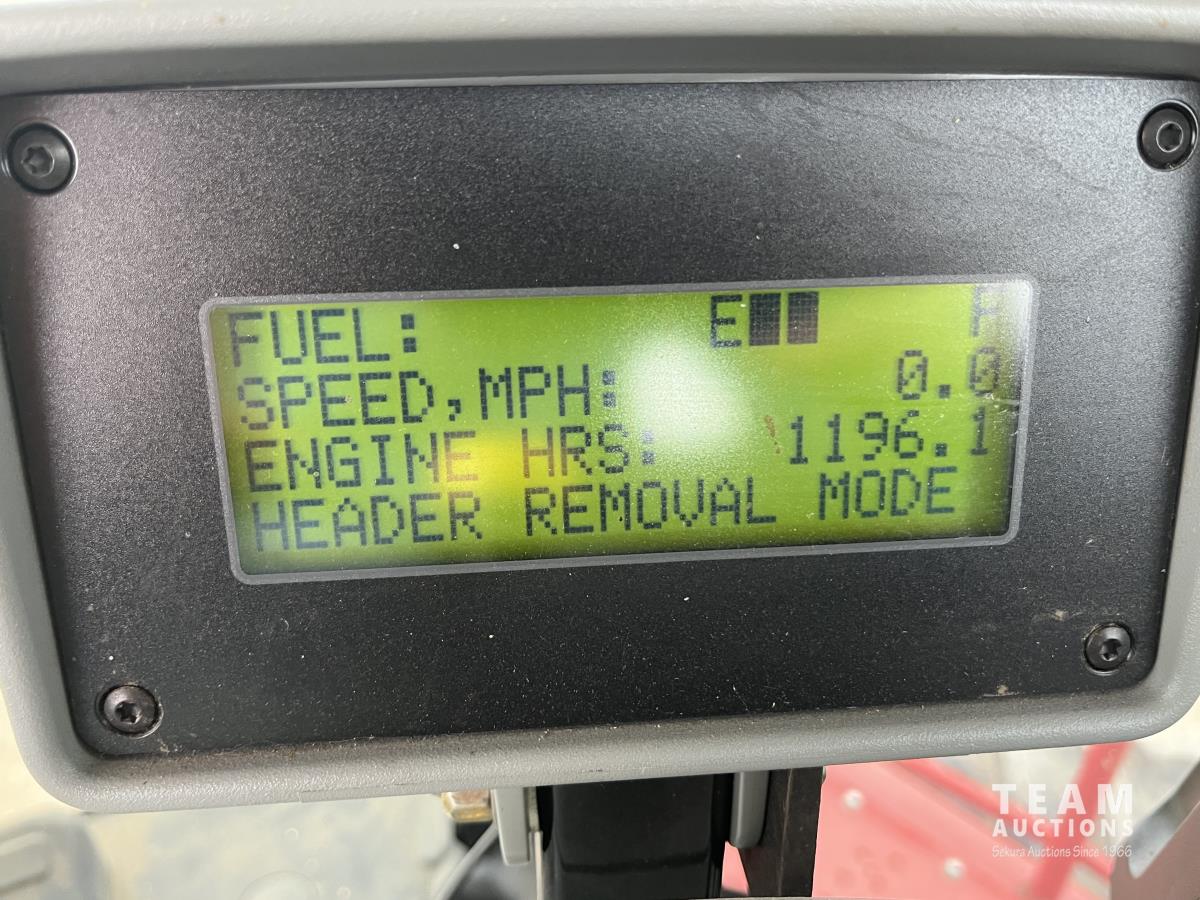 FUEL: E F
SPEED,MPH: 0.0
ENGINE HRS: 1196.1
HEADER REMOVAL MODE
TEAM
AUCTIONS
Sekura Auctions Since 1966